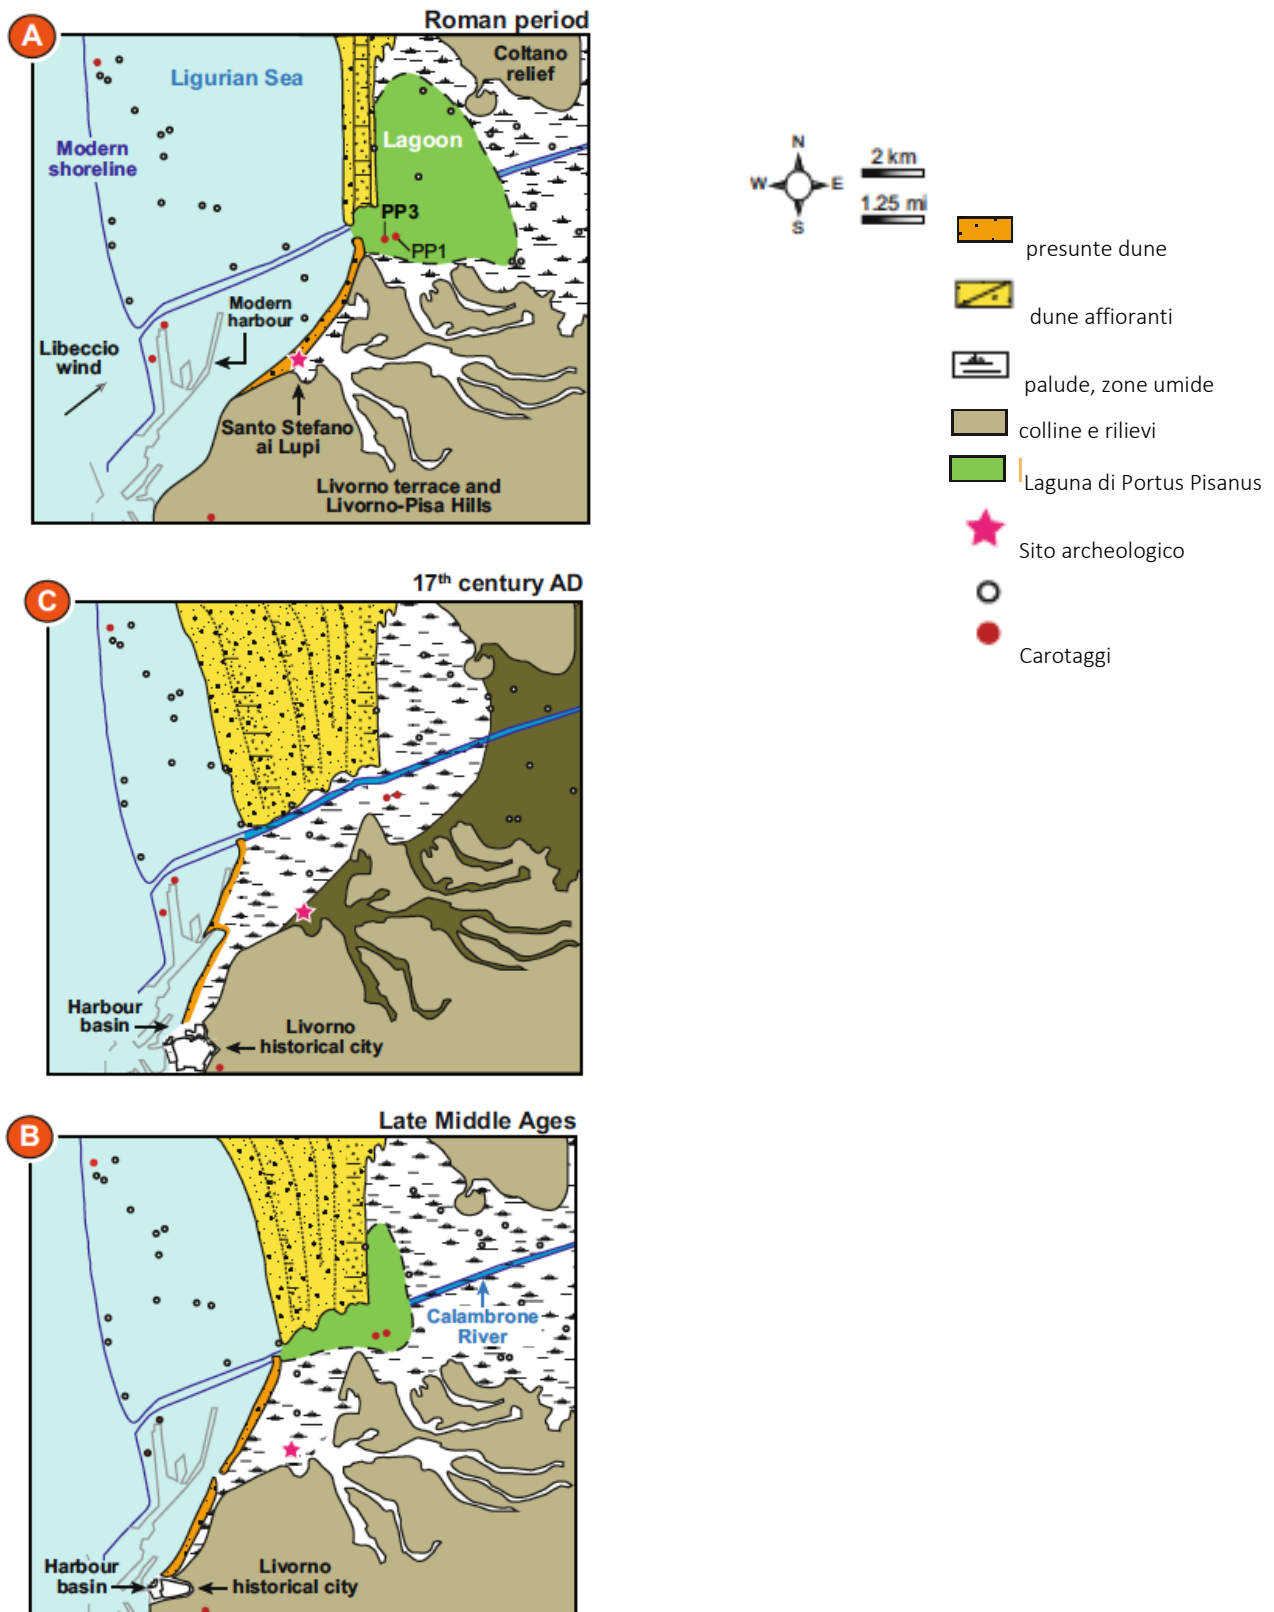 A
Roman period
Coltano
relief
Ligurian Sea
Modern
shoreline
Lagoon
PP3
PP1
Modern
harbour
Libeccio
wind
Santo Stefano
ai Lupi
Livorno terrace and
Livorno-Pisa Hills
N
W E
S
2 km
1.25 mi
presunte dune
dune affioranti
palude, zone umide
colline e rilievi
Laguna di Portus Pisanus
Sito archeologico
Carotaggi
C
17th century AD
Harbour
basin
Livorno
historical city
B
Late Middle Ages
Calambrone
River
Harbour
basin
Livorno
historical city